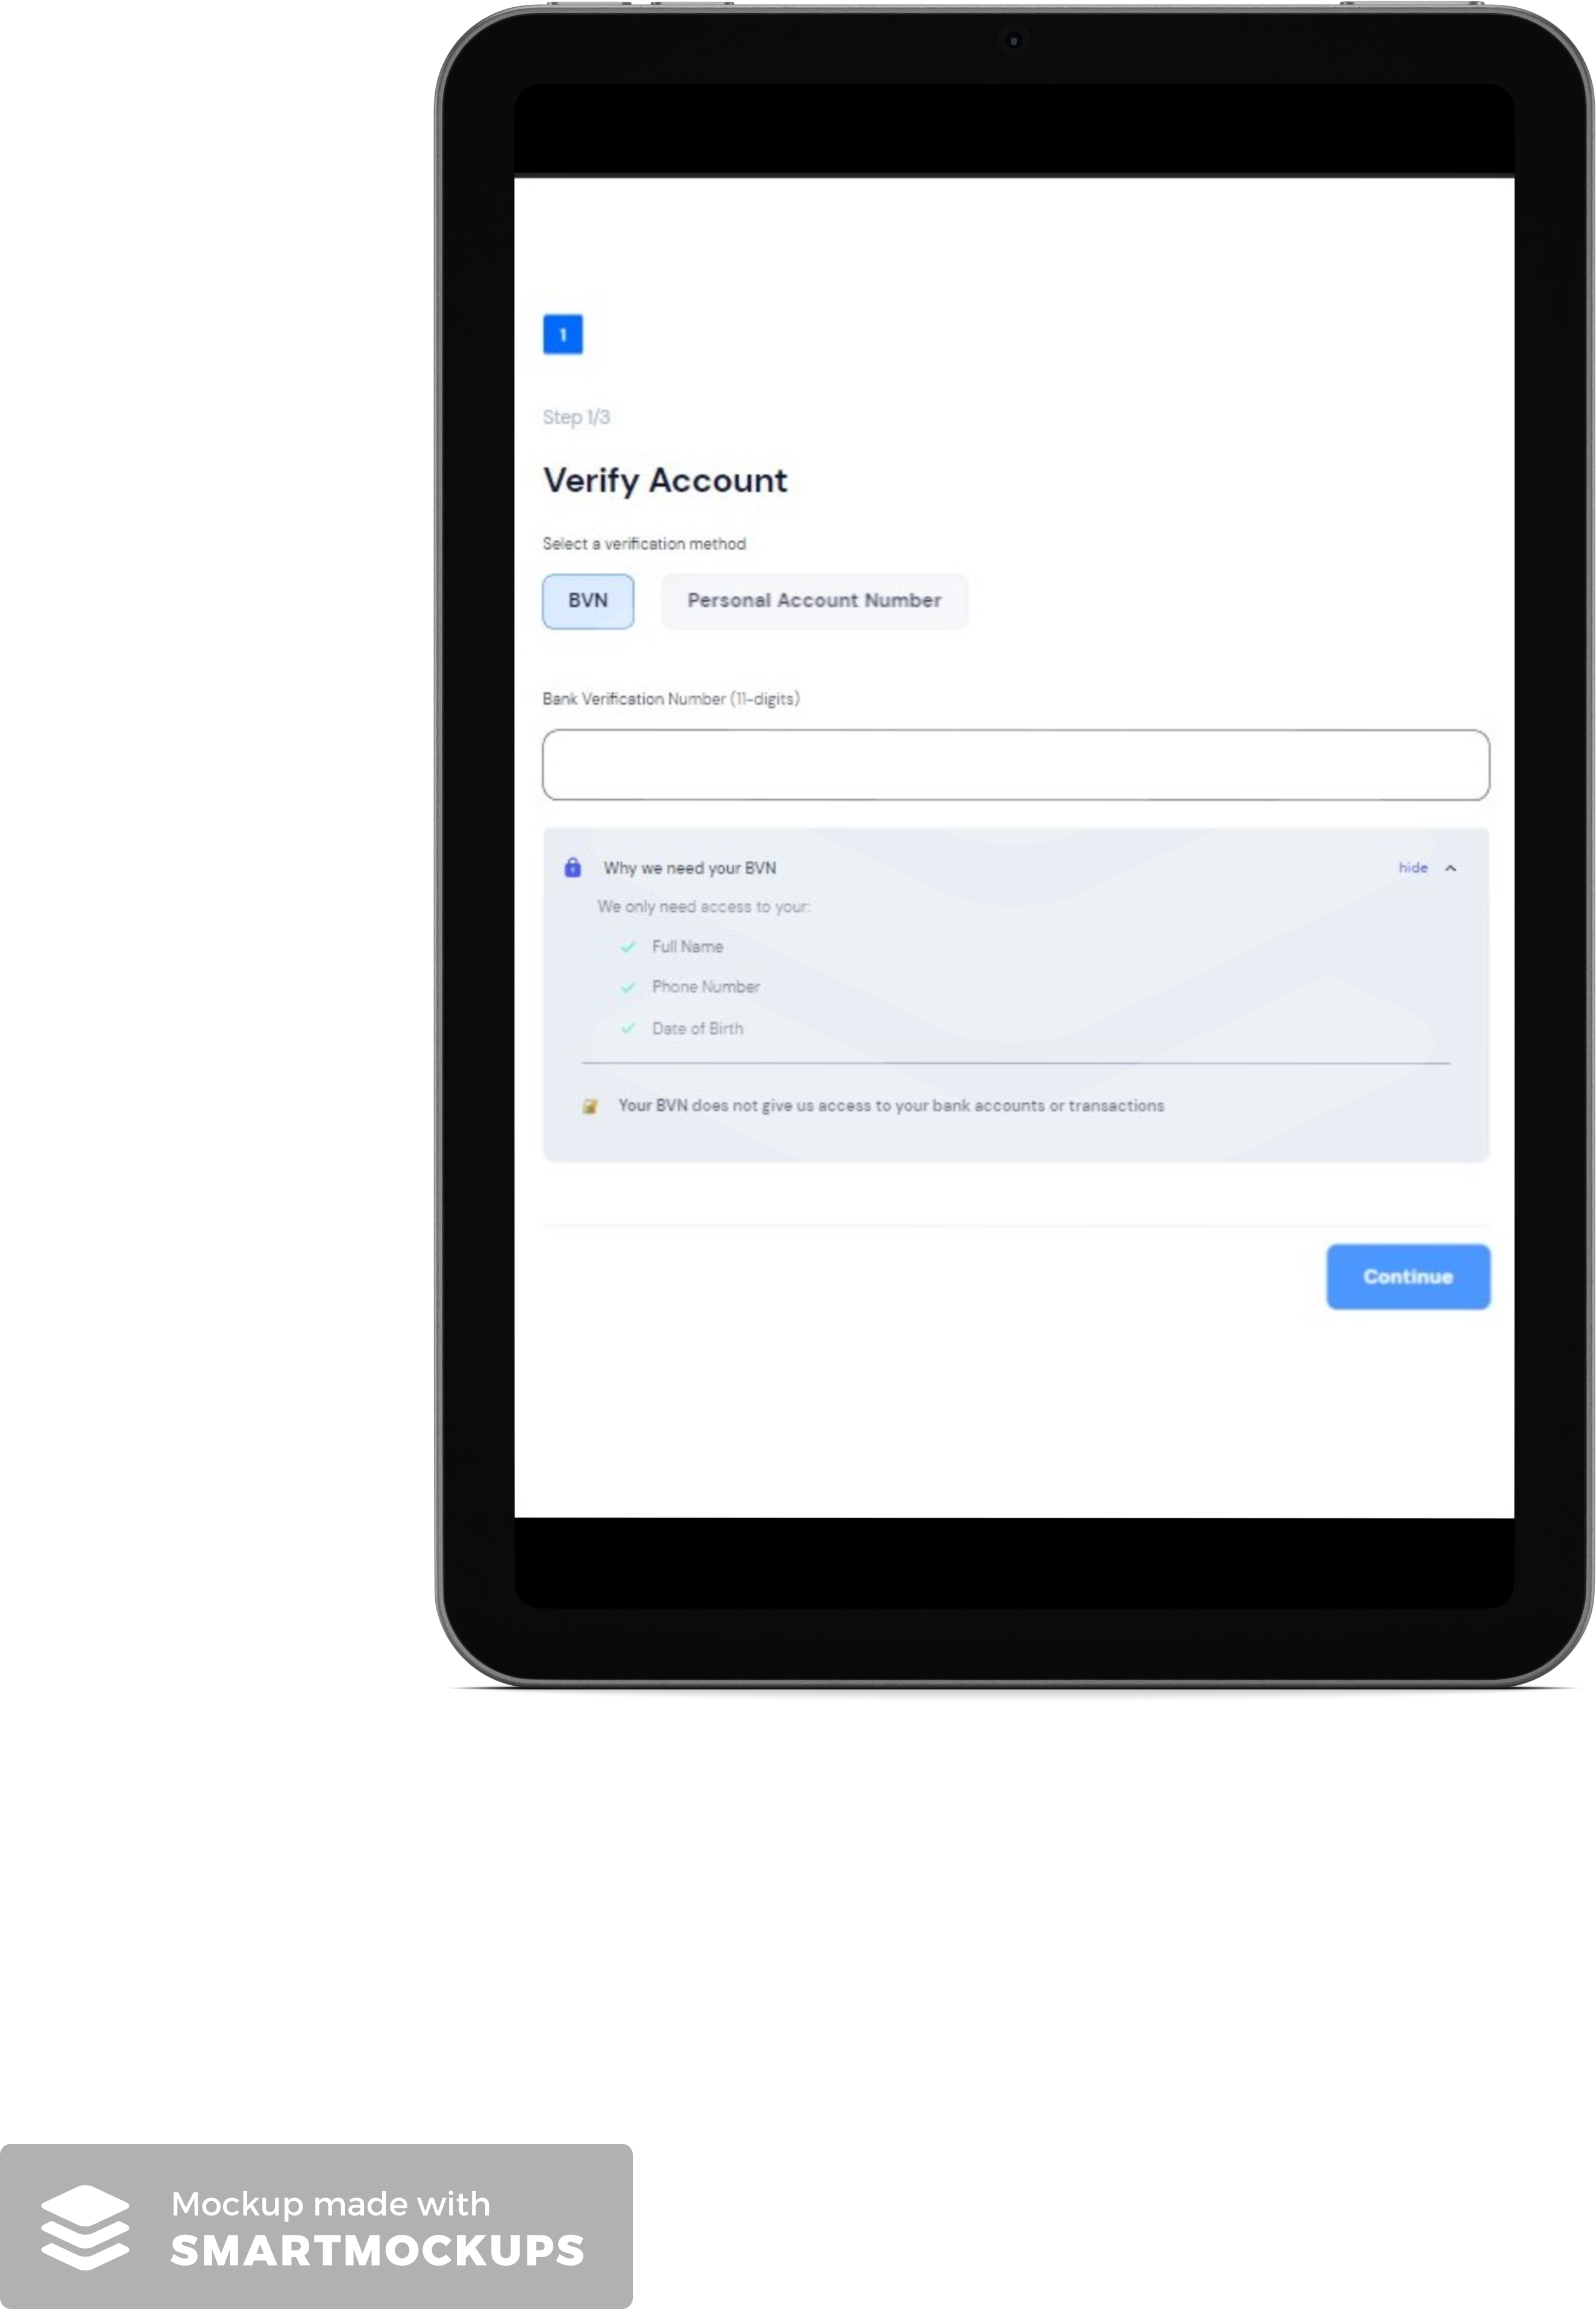 1
Step 1/3
Verify Account
Select a verification method
BVN Personal Account Number
Bank Verification Number (11-digits)
Why we need your BVN hide
We only need access to your:
Full Name
Phone Number
Date of Birth
Your BVN does not give us access to your bank accounts or transactions
Continue
Mockup made with
SMARTMOCKUPS